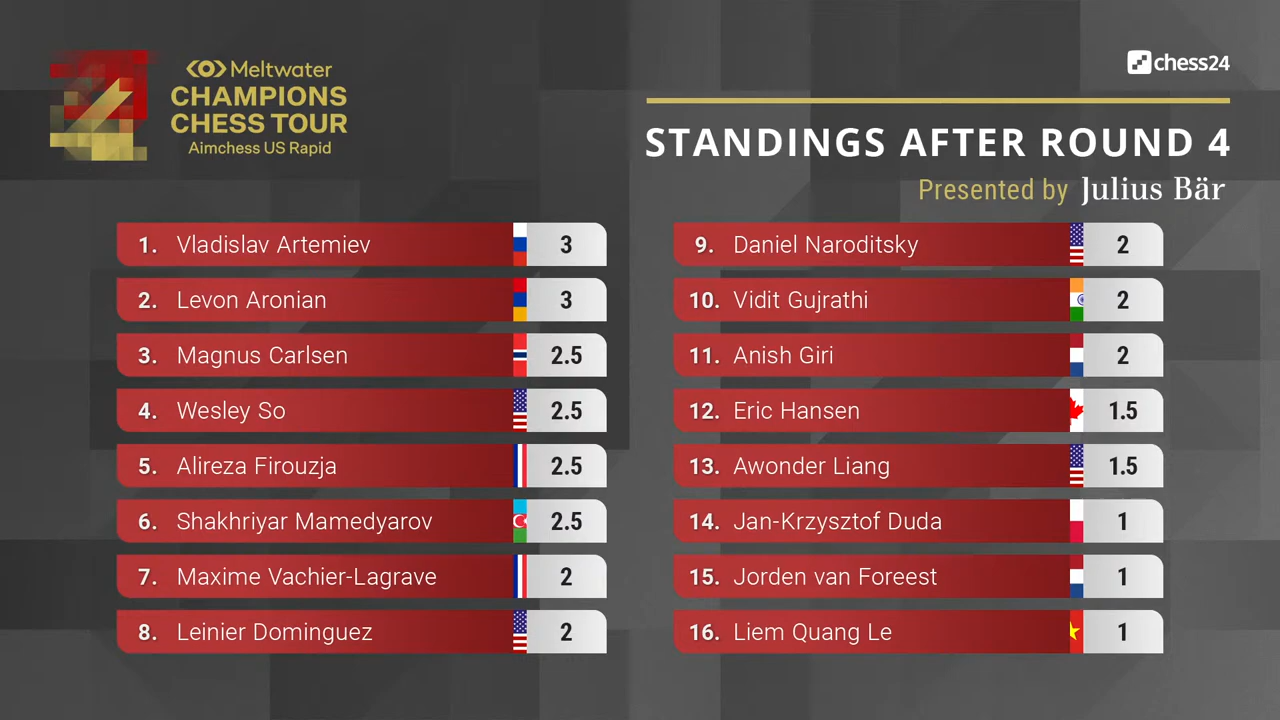 Meltwater
CHAMPIONS
CHESS TOUR
Aimchess US Rapid
chess24
STANDINGS AFTER ROUND 4
Presented by Julius Bär
1. Vladislav Artemiev 3
2. Levon Aronian 3
3. Magnus Carlsen 2.5
4. Wesley So 2.5
5. Alireza Firouzja 2.5
6. Shakhriyar Mamedyarov 2.5
7. Maxime Vachier-Lagrave 2
8. Leinier Dominguez 2
9. Daniel Naroditsky 2
10. Vidit Gujrathi 2
11. Anish Giri 2
12. Eric Hansen 1.5
13. Awonder Liang 1.5
14. Jan-Krzysztof Duda 1
15. Jorden van Foreest 1
16. Liem Quang Le 1